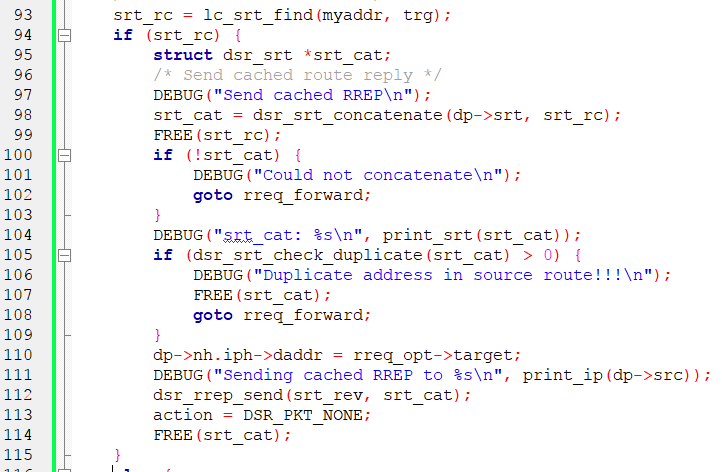 93 srt_rc = lc_srt_find(myaddr, trg);
94 if (srt_rc) {
95 struct dsr_srt *srt_cat;
96 /* Send cached route reply */
97 DEBUG("Send cached RREP\n");
98 srt_cat = dsr_srt_concatenate(dp->srt, srt_rc);
99 FREE(srt_rc);
100 if (!srt_cat) {
101 DEBUG("Could not concatenate\n");
102 goto rreq_forward;
103 }
104 DEBUG("srt_cat: %s\n", print_srt(srt_cat));
105 if (dsr_srt_check_duplicate(srt_cat) > 0) {
106 DEBUG("Duplicate address in source route!!!\n");
107 FREE(srt_cat);
108 goto rreq_forward;
109 }
110 dp->nh.iph->daddr = rreq_opt->target;
111 DEBUG("Sending cached RREP to %s\n", print_ip(dp->src));
112 dsr_rrep_send(srt_rev, srt_cat);
113 action = DSR_PKT_NONE;
114 FREE(srt_cat);
115 }